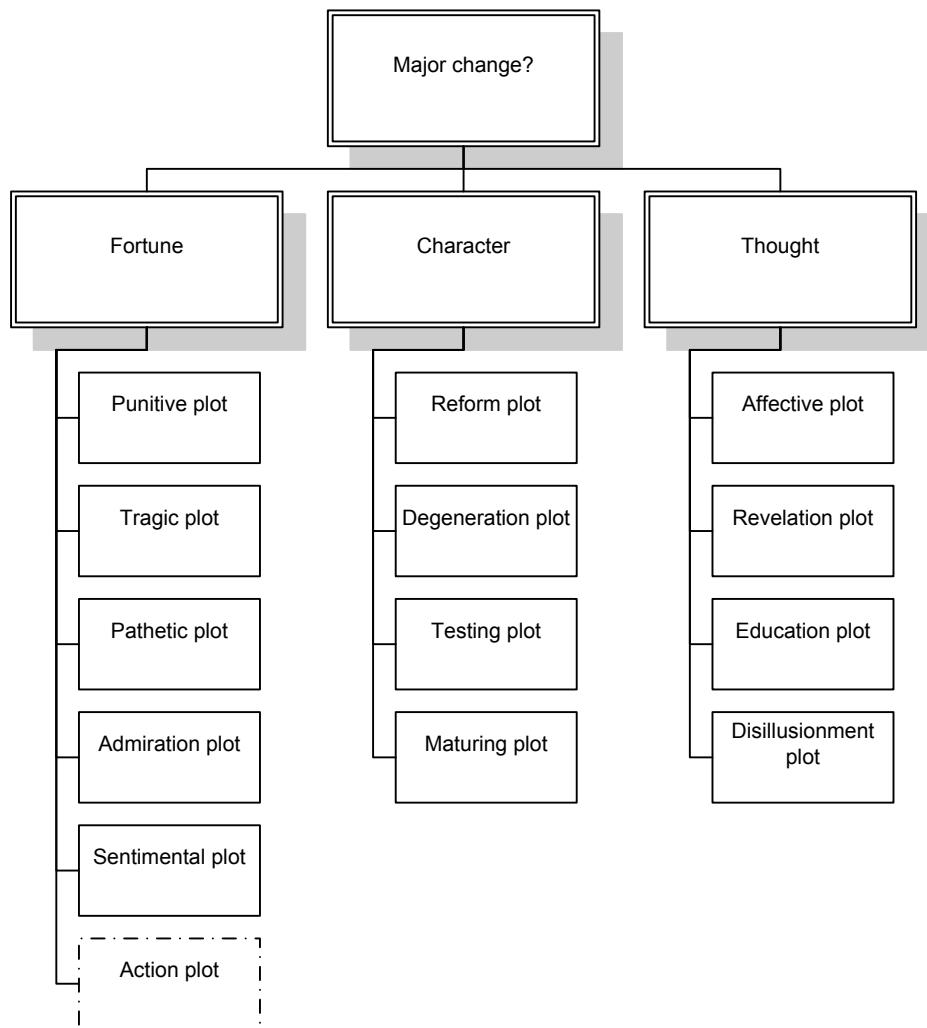 Major change?
Fortune
Character
Thought
Punitive plot
Tragic plot
Pathetic plot
Admiration plot
Sentimental plot
Action plot
Reform plot
Degeneration plot
Testing plot
Maturing plot
Affective plot
Revelation plot
Education plot
Disillusionment
plot